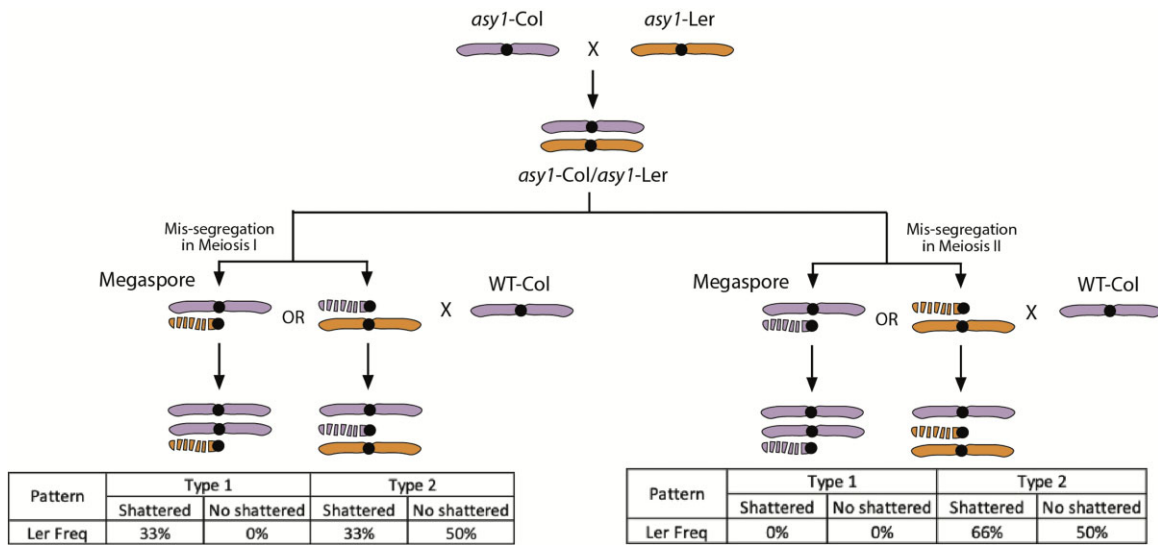 asy1-Col asy1-Ler
X
asy1-Col/asy1-Ler
Mis-segregation
in Meiosis I
Mis-segregation
in Meiosis II
Megaspore
OR
X
WT-Col
Megaspore
OR
X
WT-Col
Pattern Type 1 Type 2
Shattered No shattered Shattered No shattered
Ler Freq 33% 0% 33% 50%
Pattern Type 1 Type 2
Shattered No shattered Shattered No shattered
Ler Freq 0% 0% 66% 50%